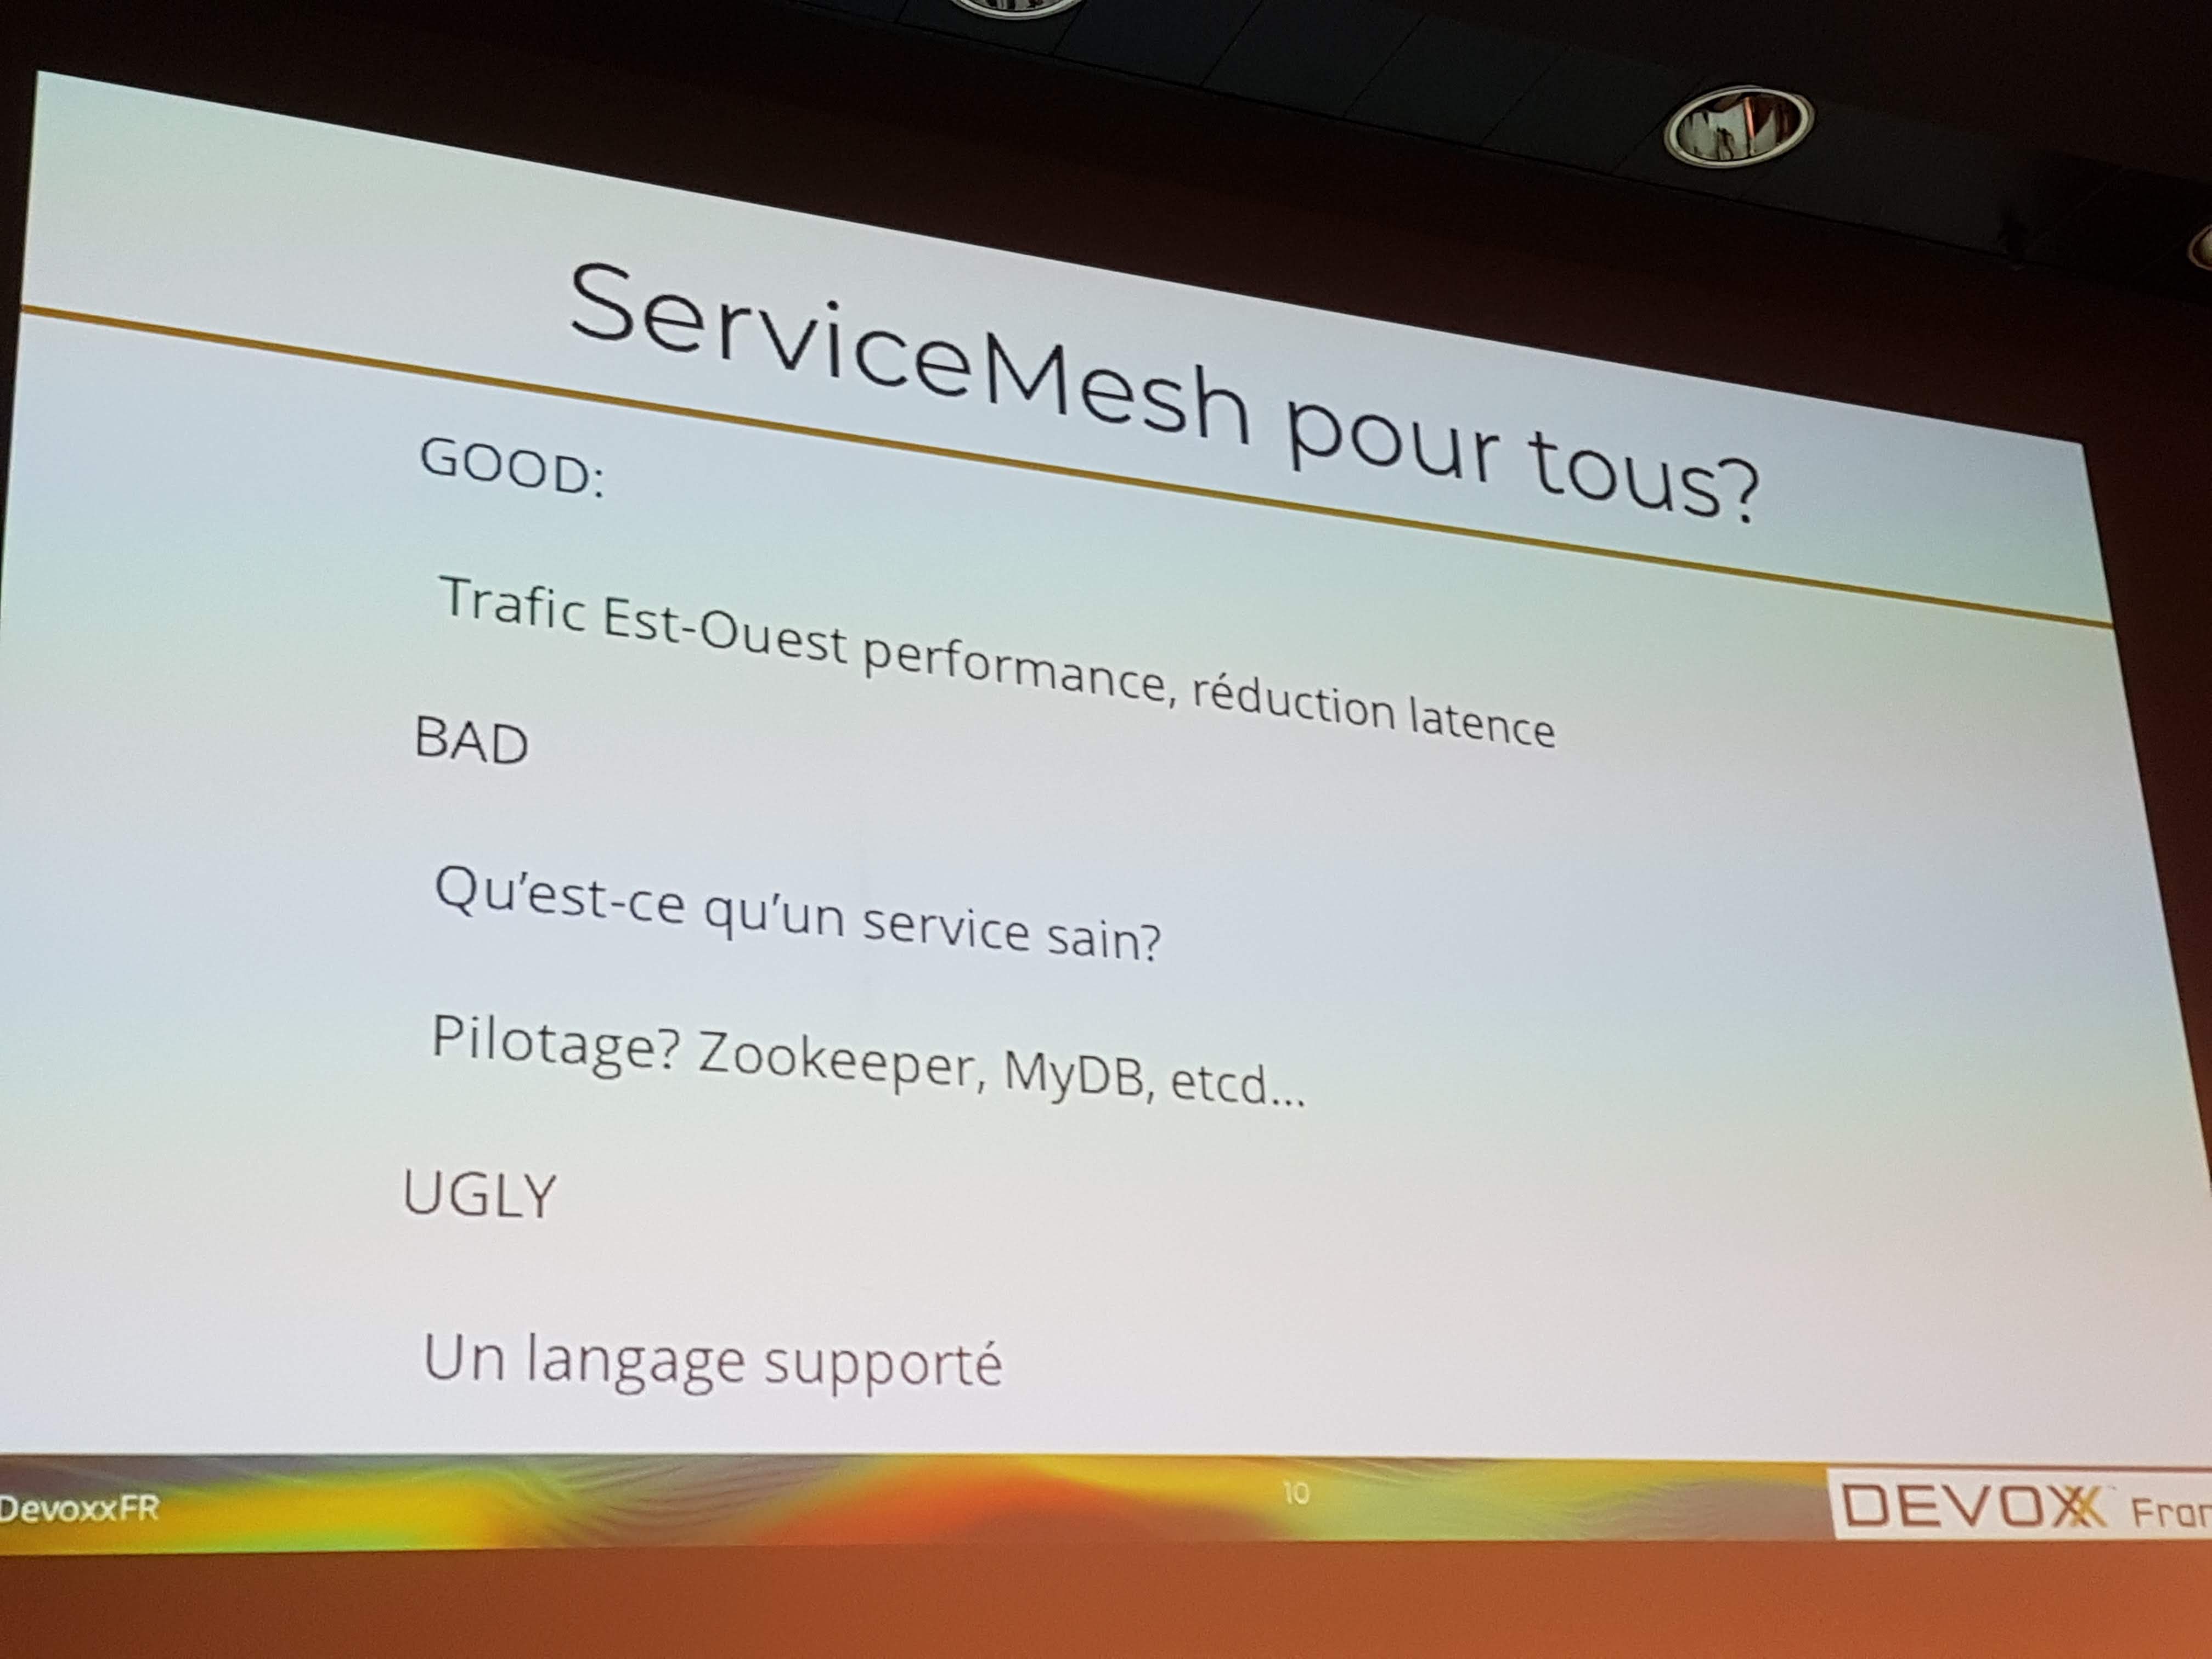 ServiceMesh pour tous?
GOOD:
Trafic Est-Ouest performance, réduction latence
BAD
Qu'est-ce qu'un service sain?
Pilotage? Zookeeper, MyDB, etcd...
UGLY
Un langage supporté
DevoxxFR
10
DEVOXX